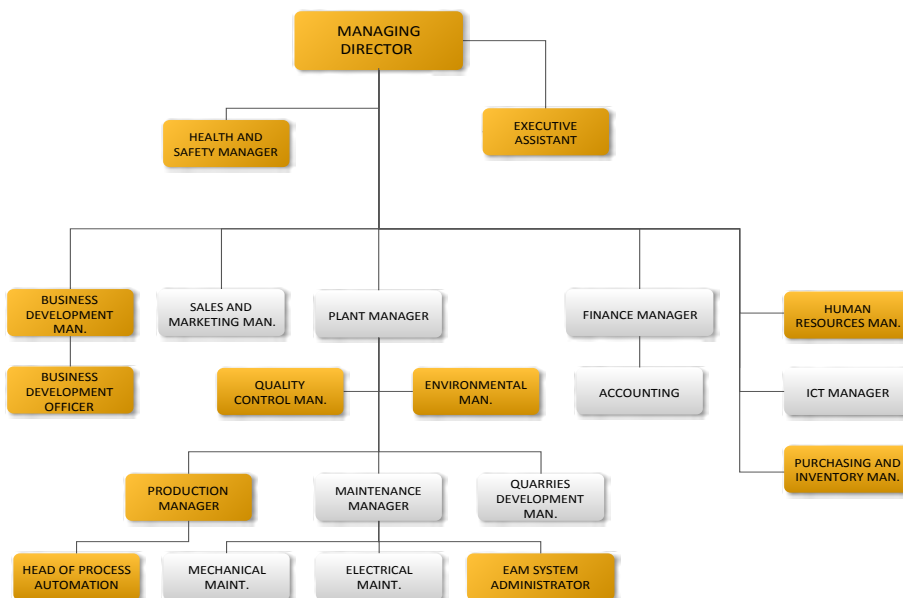 MANAGING
DIRECTOR
HEALTH AND
SAFETY MANAGER
EXECUTIVE
ASSISTANT
BUSINESS
DEVELOPMENT
MAN.
SALES AND
MARKETING MAN.
PLANT MANAGER
FINANCE MANAGER
HUMAN
RESOURCES MAN.
BUSINESS
DEVELOPMENT
OFFICER
QUALITY
CONTROL MAN.
ENVIRONMENTAL
MAN.
ACCOUNTING
ICT MANAGER
PURCHASING AND
INVENTORY MAN.
PRODUCTION
MANAGER
MAINTENANCE
MANAGER
QUARRIES
DEVELOPMENT
MAN.
HEAD OF PROCESS
AUTOMATION
MECHANICAL
MAINT.
ELECTRICAL
MAINT.
EAM SYSTEM
ADMINISTRATOR